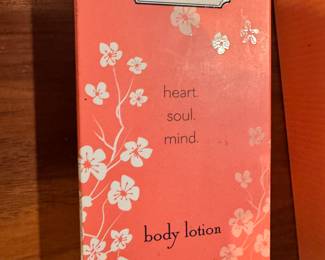 heart.
soul.
mind.
body lotion